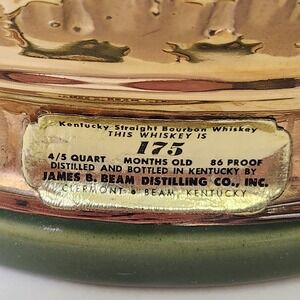 Kentucky Straight Bourbon Whiskey
THIS WHISKEY IS
175
4/5 QUART MONTHS OLD 86 PROOF
DISTILLED AND BOTTLED IN KENTUCKY BY
JAMES B. BEAM DISTILLING CO., INC.
CLERMONT & BEAM, KENTUCKY